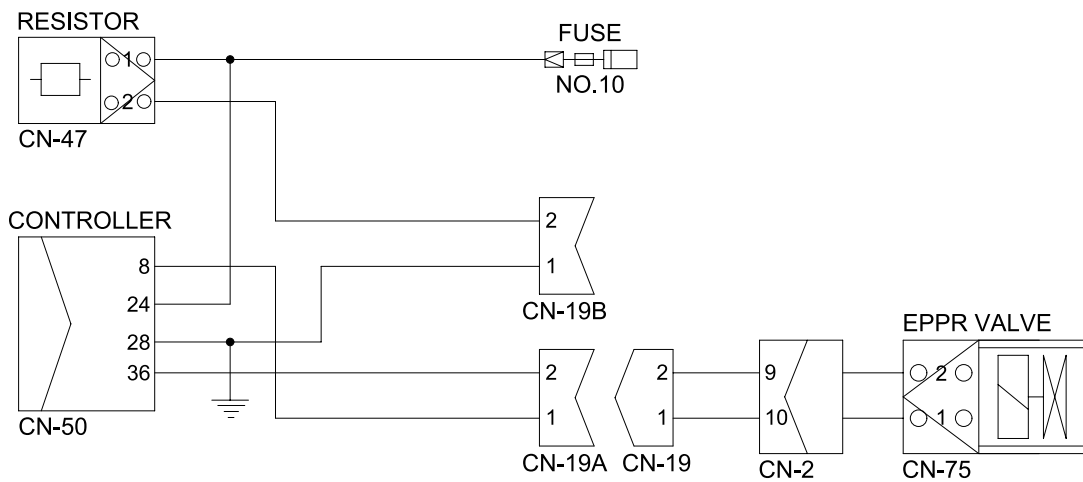 RESISTOR
1
2
CN-47
FUSE
NO.10
CONTROLLER
8
24
28
36
CN-50
2
1
CN-19B
2
1
CN-19A
2
1
CN-19
9
10
CN-2
EPPR VALVE
2
1
CN-75